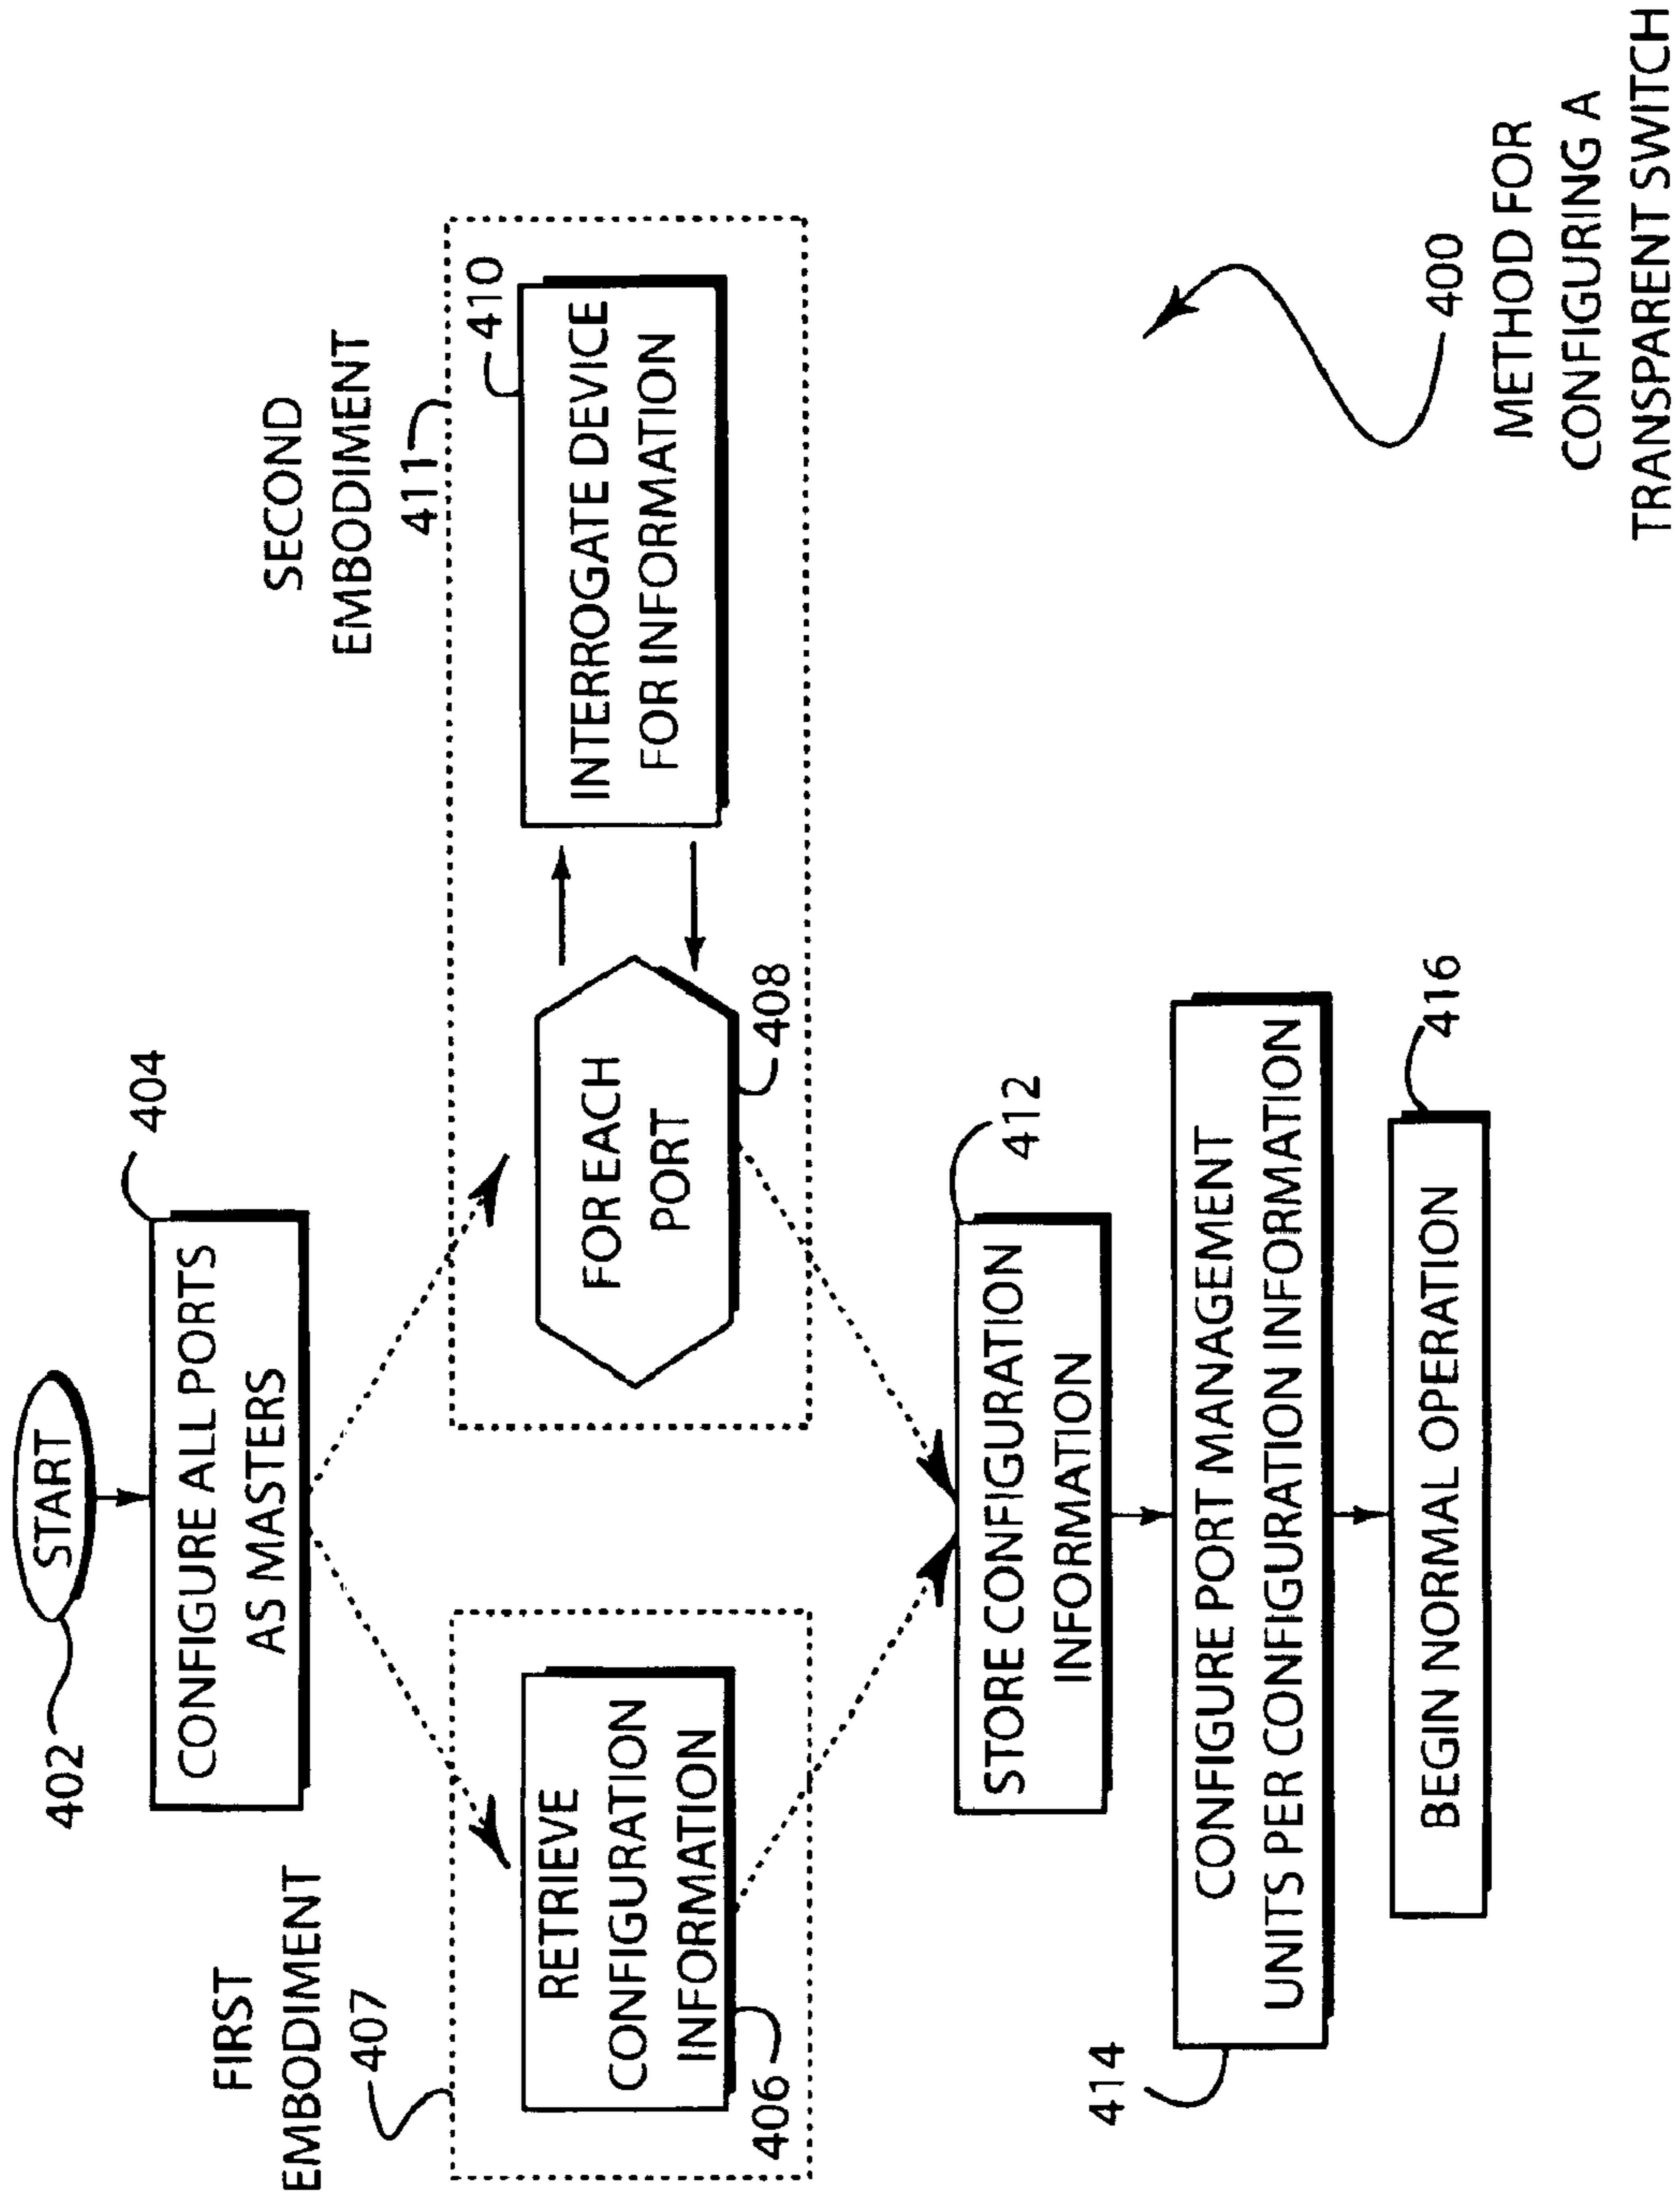 START
402
404
CONFIGURE ALL PORTS
AS MASTERS
FIRST
EMBODIMENT
407
RETRIEVE
CONFIGURATION
INFORMATION
406
SECOND
EMBODIMENT
411
410
FOR EACH
PORT
408
INTERROGATE DEVICE
FOR INFORMATION
412
STORE CONFIGURATION
INFORMATION
414
CONFIGURE PORT MANAGEMENT
UNITS PER CONFIGURATION INFORMATION
416
BEGIN NORMAL OPERATION
400
METHOD FOR
CONFIGURING A
TRANSPARENT SWITCH